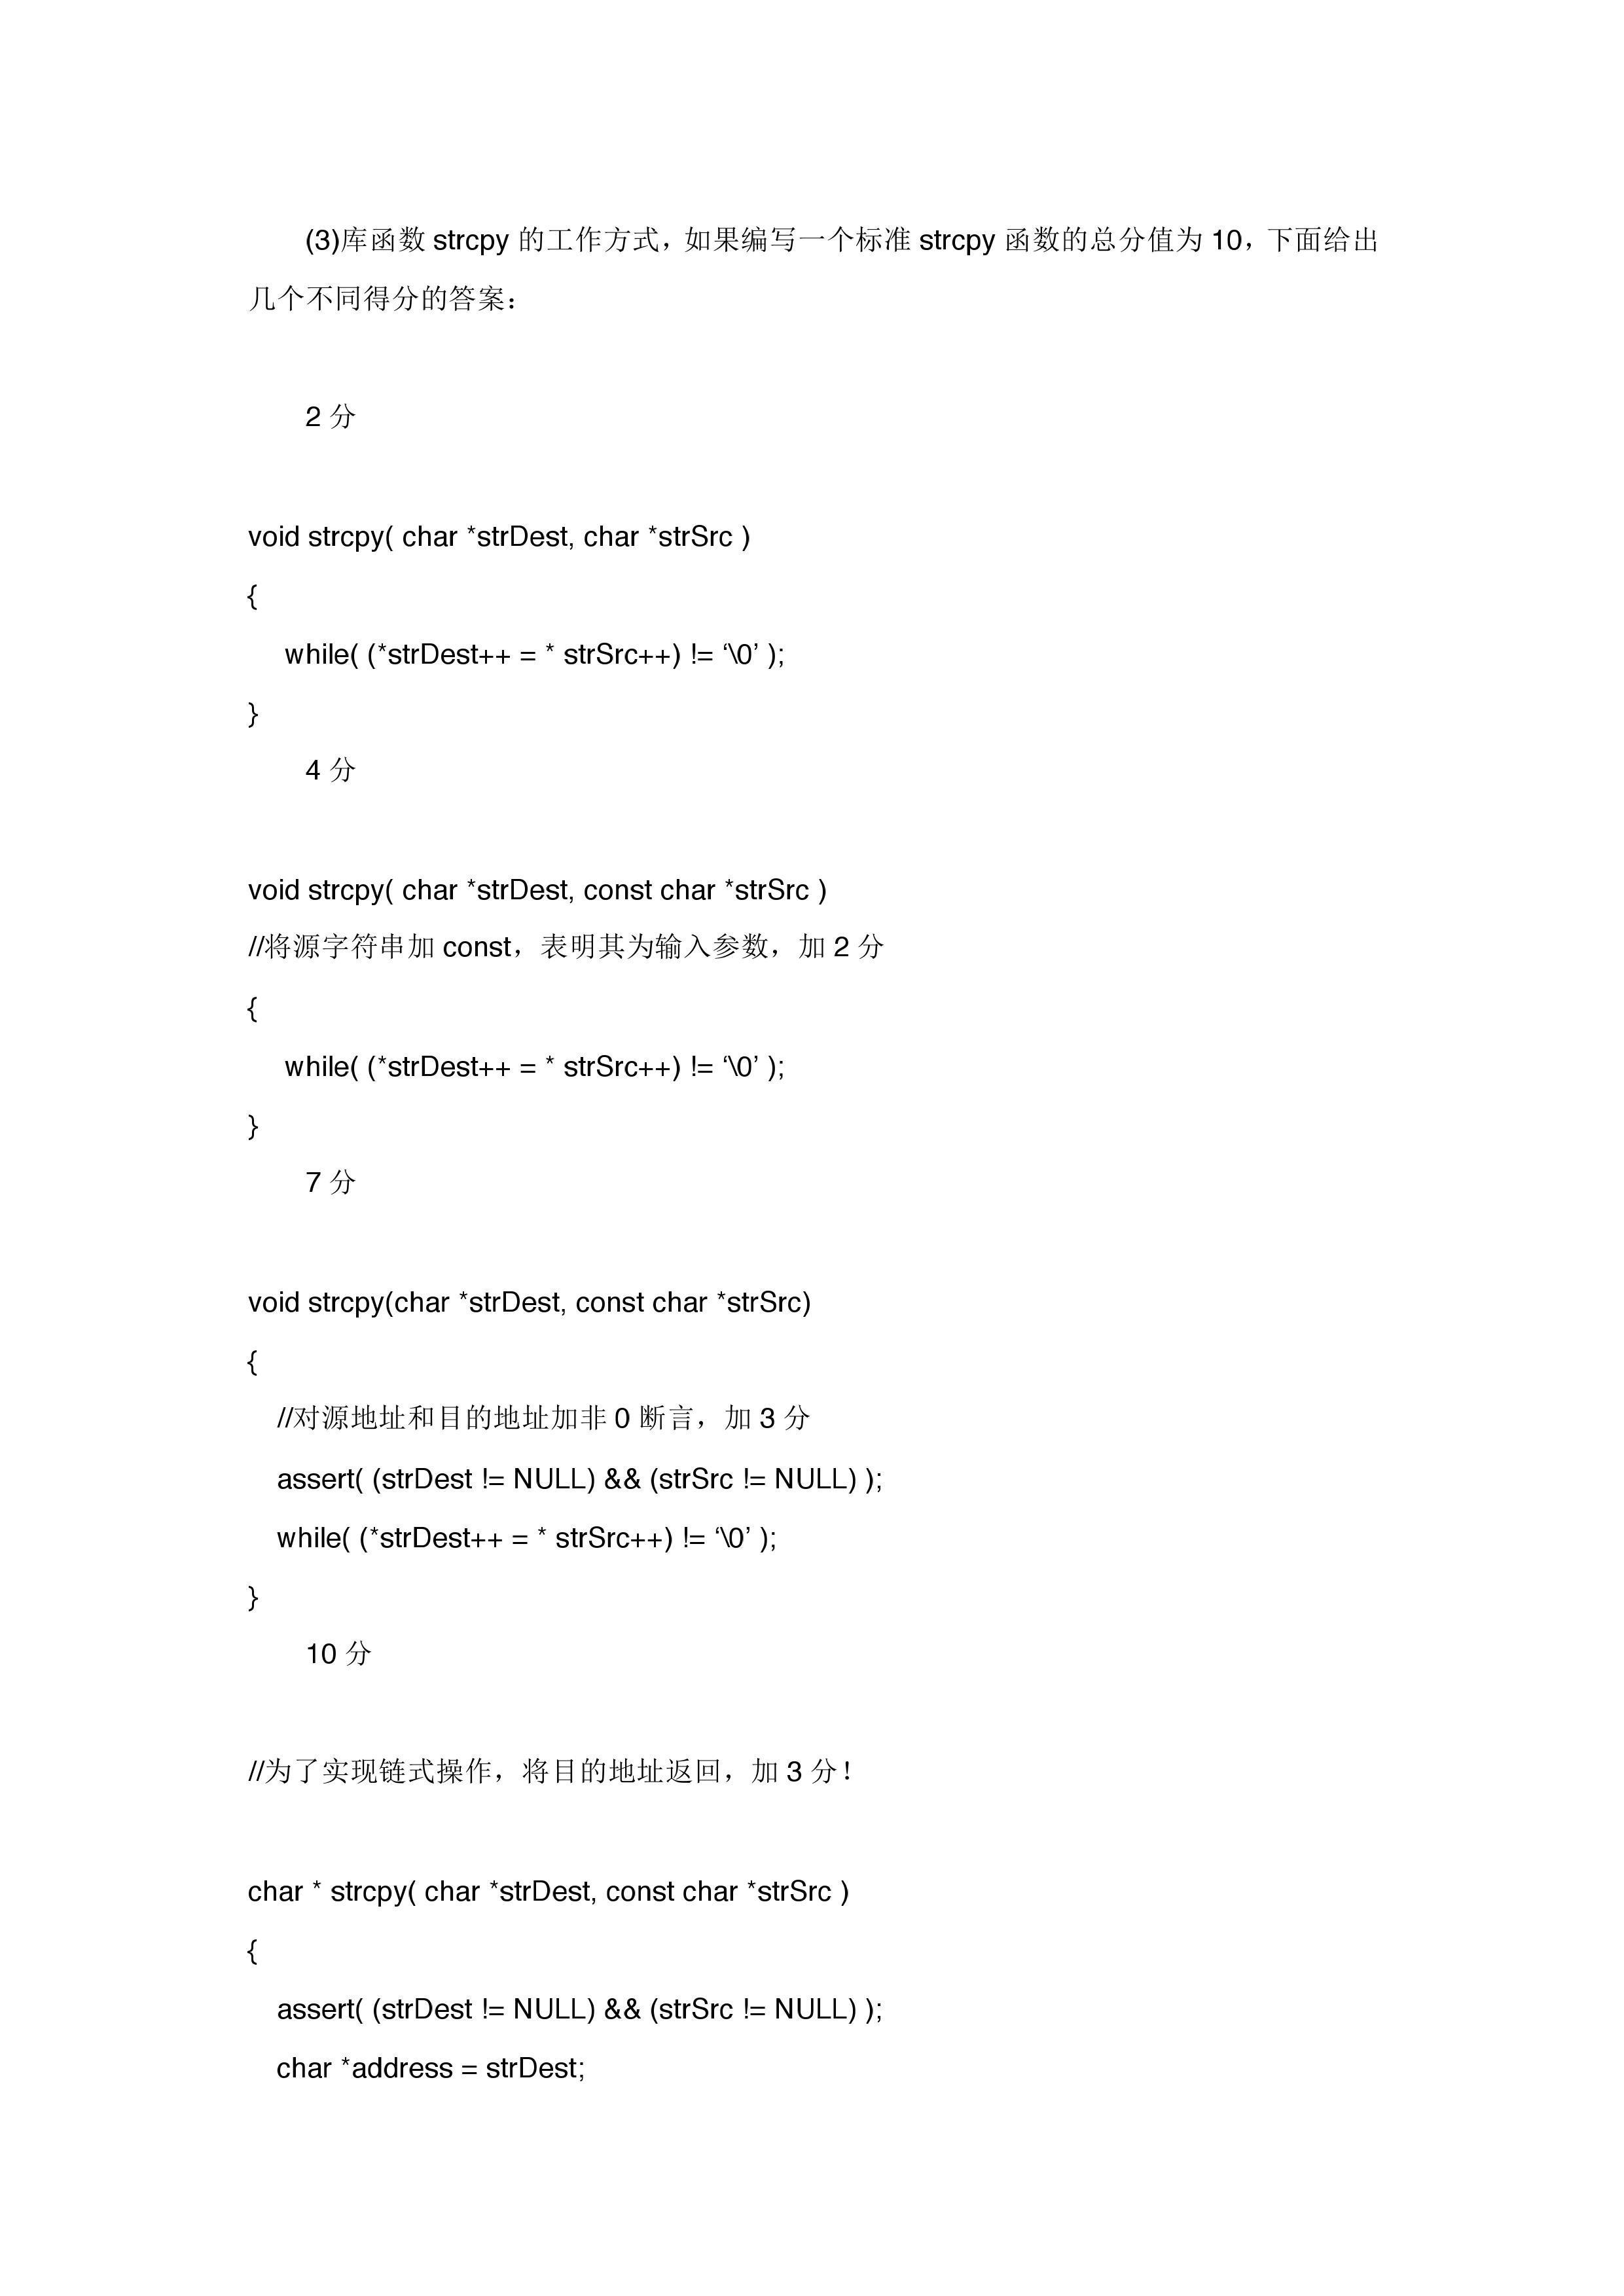 (3)库函数 strcpy 的工作方式，如果编写一个标准 strcpy 函数的总分值为 10，下面给出
几个不同得分的答案：
2 分
void strcpy( char *strDest, char *strSrc )
{
while( (*strDest++ = * strSrc++) != ‘\0’ );
}
4 分
void strcpy( char *strDest, const char *strSrc )
//将源字符串加 const，表明其为输入参数，加 2 分
{
while( (*strDest++ = * strSrc++) != ‘\0’ );
}
7 分
void strcpy(char *strDest, const char *strSrc)
{
//对源地址和目的地址加非 0 断言，加 3 分
assert( (strDest != NULL) && (strSrc != NULL) );
while( (*strDest++ = * strSrc++) != ‘\0’ );
}
10 分
//为了实现链式操作，将目的地址返回，加 3 分！
char * strcpy( char *strDest, const char *strSrc )
{
assert( (strDest != NULL) && (strSrc != NULL) );
char *address = strDest;